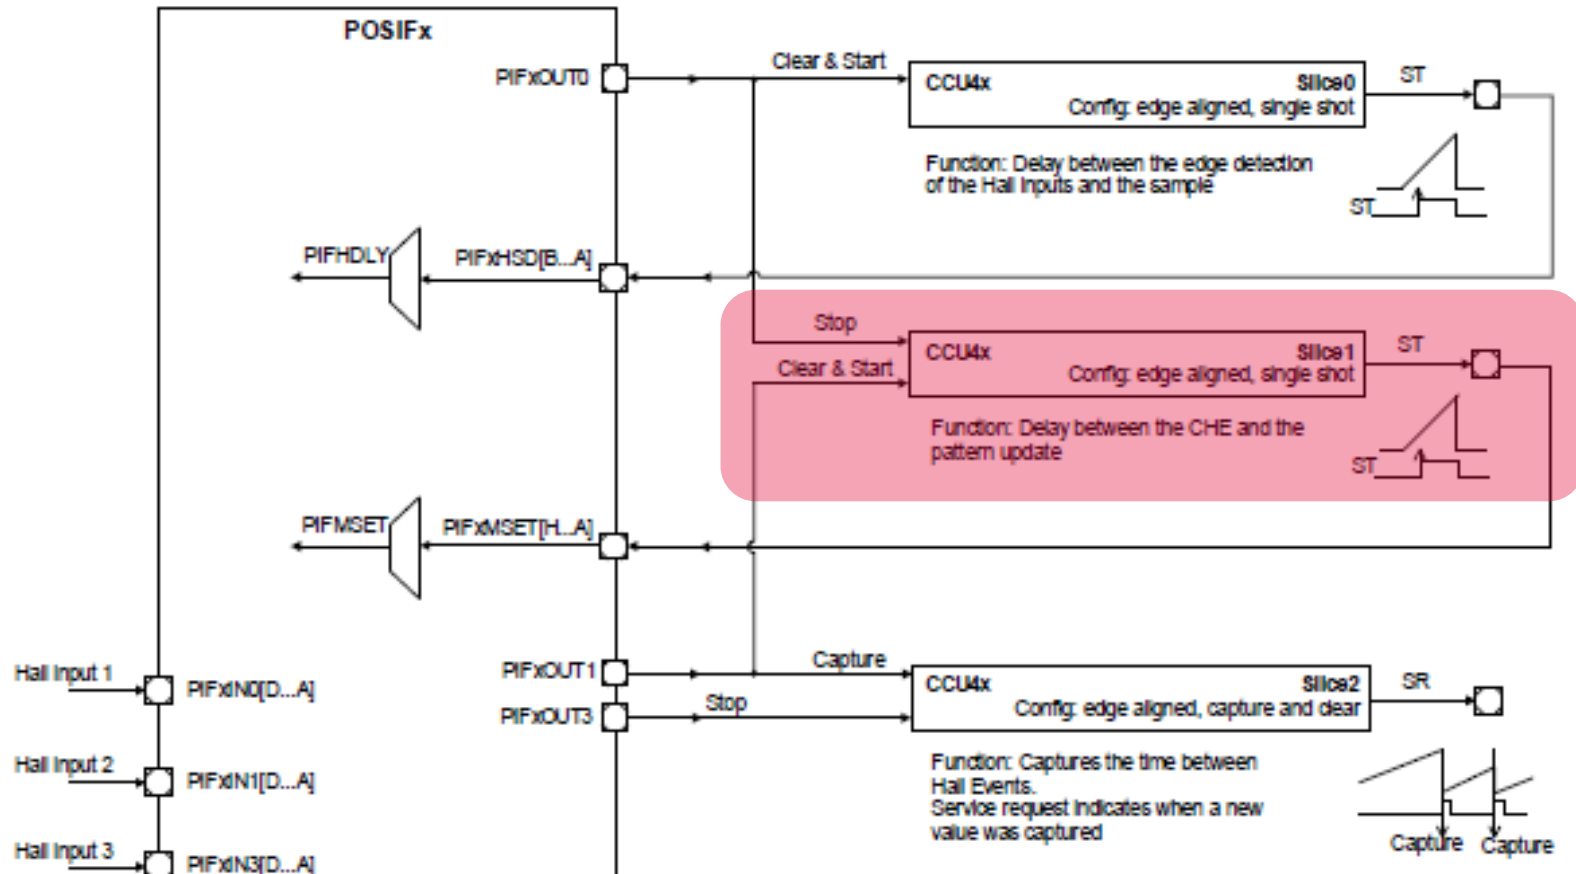 POSIFx
PIFxOUT0
Clear & Start
CCU4x
Slice0
Config: edge aligned, single shot
ST
Function: Delay between the edge detection
of the Hall Inputs and the sample
ST
PIFHDLY
PIFxHSD[B...A]
Stop
Clear & Start
CCU4x
Slice1
Config: edge aligned, single shot
ST
Function: Delay between the CHE and the
pattern update
ST
PIFMSET
PIFxMSET[H...A]
Hall Input 1
PIFxIN0[D...A]
PIFxOUT1
Capture
PIFxOUT3
Stop
CCU4x
Slice2
Config: edge aligned, capture and clear
SR
Hall Input 2
PIFxIN1[D...A]
Function: Captures the time between
Hall Events.
Service request indicates when a new
value was captured
Capture
Capture
Hall Input 3
PIFxIN3[D...A]